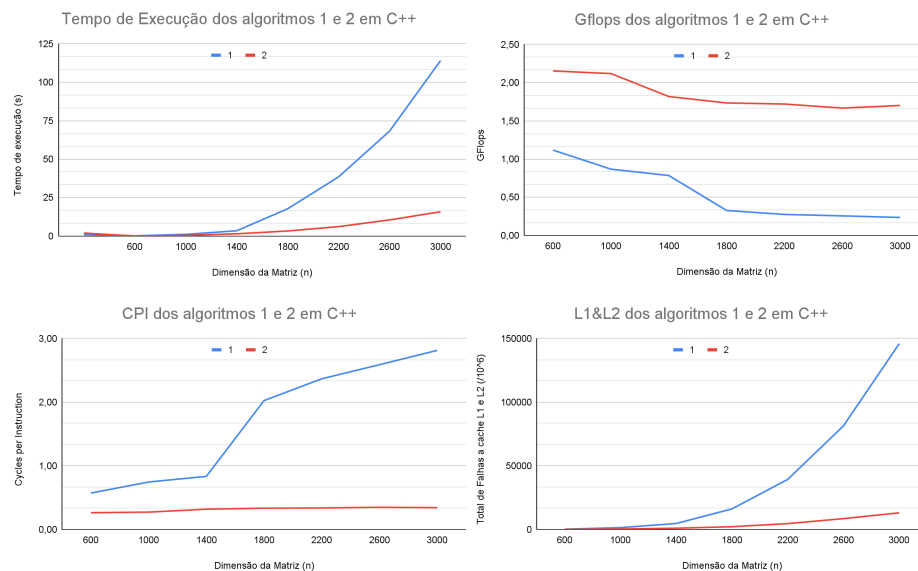 Tempo de Execução dos algoritmos 1 e 2 em C++
1 2
Tempo de execução (s)
125
100
75
50
25
0
600 1000 1400 1800 2200 2600 3000
Dimensão da Matriz (n)
Gflops dos algoritmos 1 e 2 em C++
1 2
GFlops
2,50
2,00
1,50
1,00
0,50
0,00
600 1000 1400 1800 2200 2600 3000
Dimensão da Matriz (n)
CPI dos algoritmos 1 e 2 em C++
1 2
Cycles per Instruction
3,00
2,00
1,00
0,00
600 1000 1400 1800 2200 2600 3000
Dimensão da Matriz (n)
L1&L2 dos algoritmos 1 e 2 em C++
1 2
Total de Falhas a cache L1 e L2 (/10^6)
150000
100000
50000
0
600 1000 1400 1800 2200 2600 3000
Dimensão da Matriz (n)